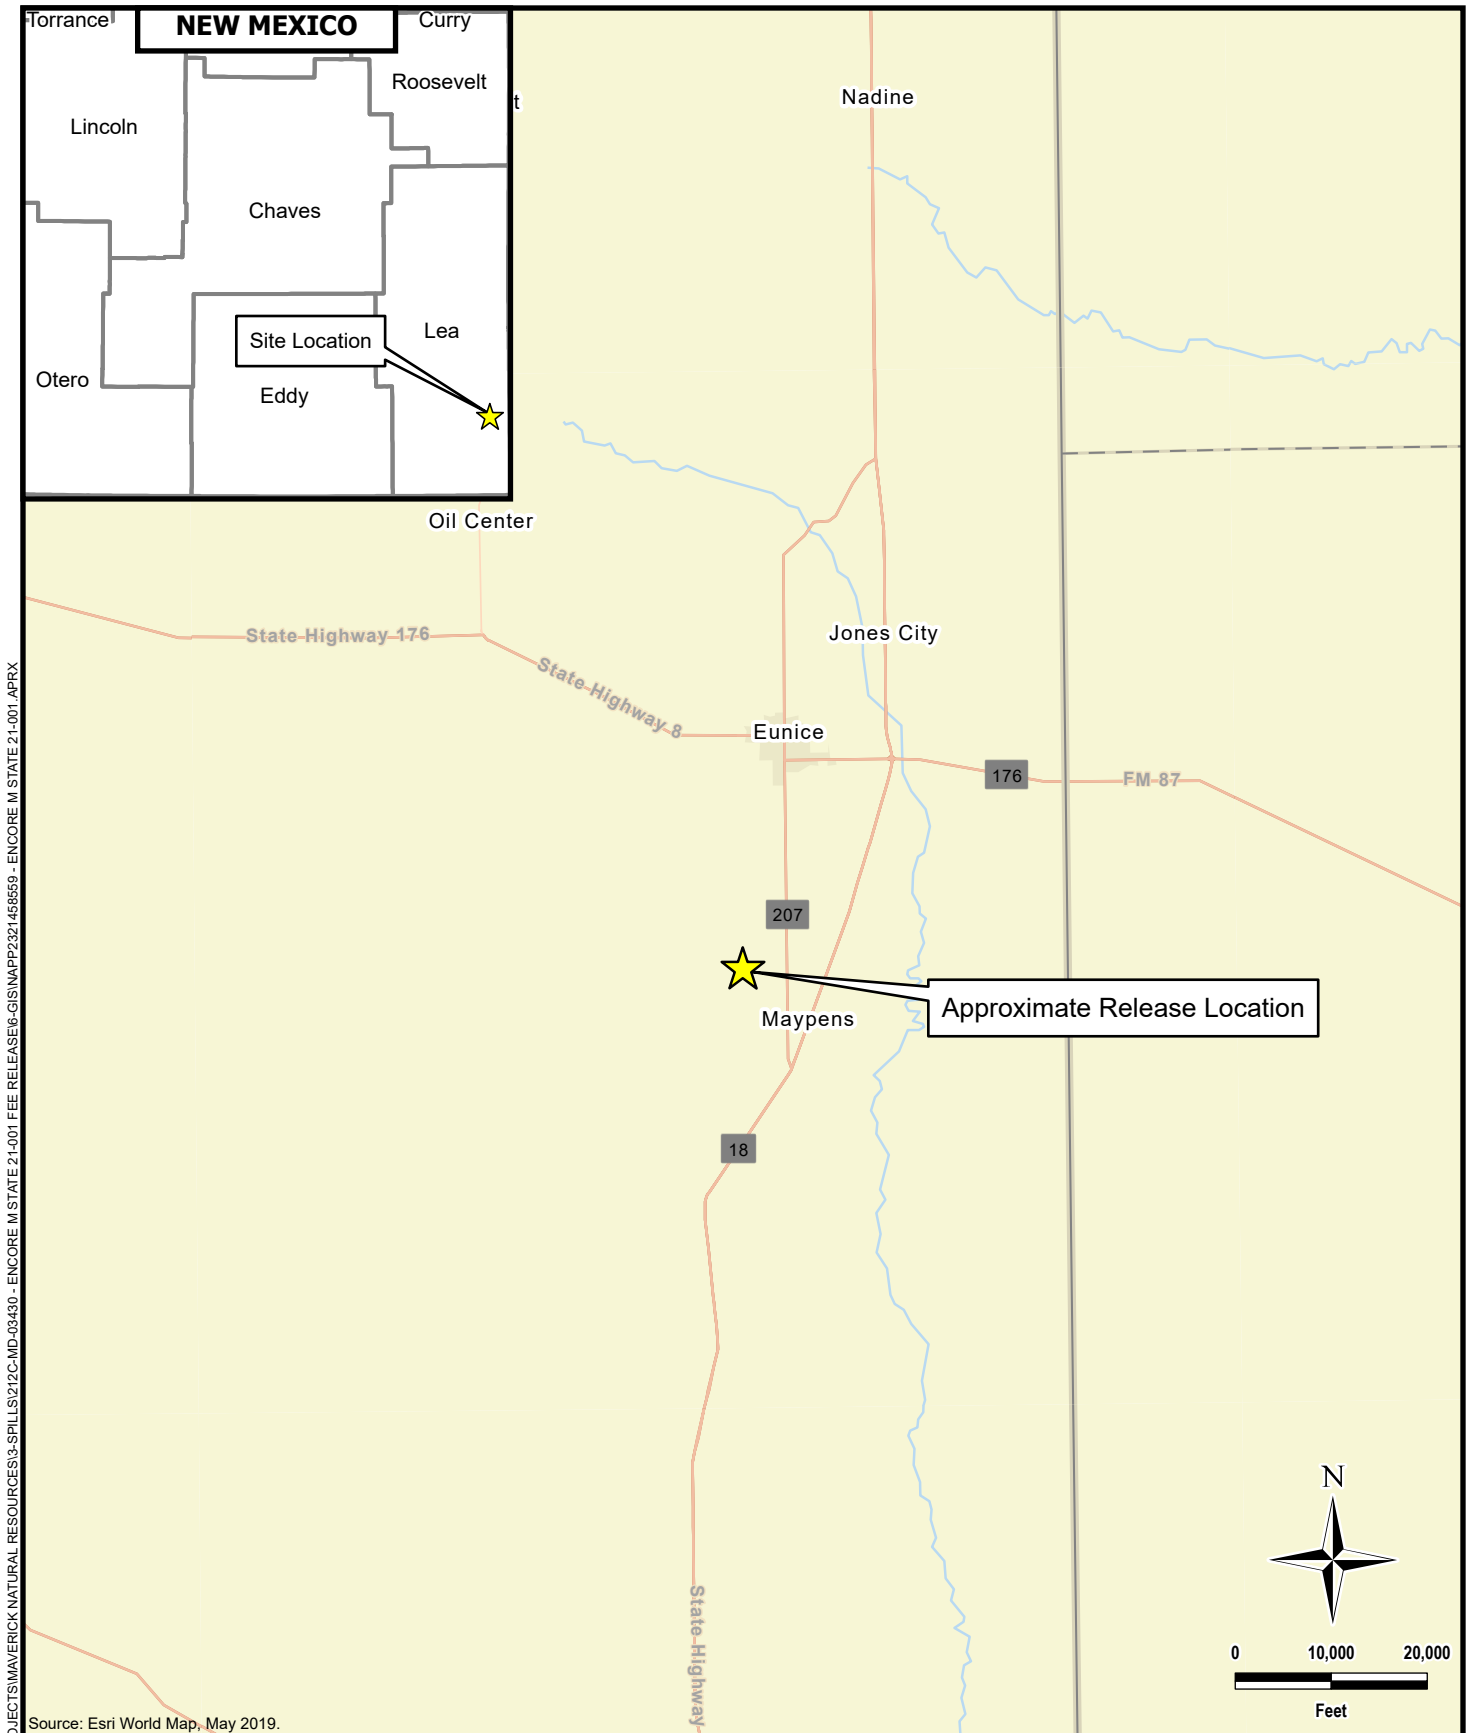 Torrance
NEW MEXICO
Curry
Roosevelt
t
Lincoln
Chaves
Site Location
Lea
Otero
Eddy
Nadine
Oil Center
State Highway 176
State Highway 8
Jones City
Eunice
176
FM 87
207
Approximate Release Location
Maypens
18
State Highway
N
0 10,000 20,000
Feet
Source: Esri World Map, May 2019.
OJECTS\MAVERICK NATURAL RESOURCES\3-SPILLS\212C-MD-03430 - ENCORE M STATE 21-001 FEE RELEASE\6-GIS\NAPP2321458559 - ENCORE M STATE 21-001.APRX